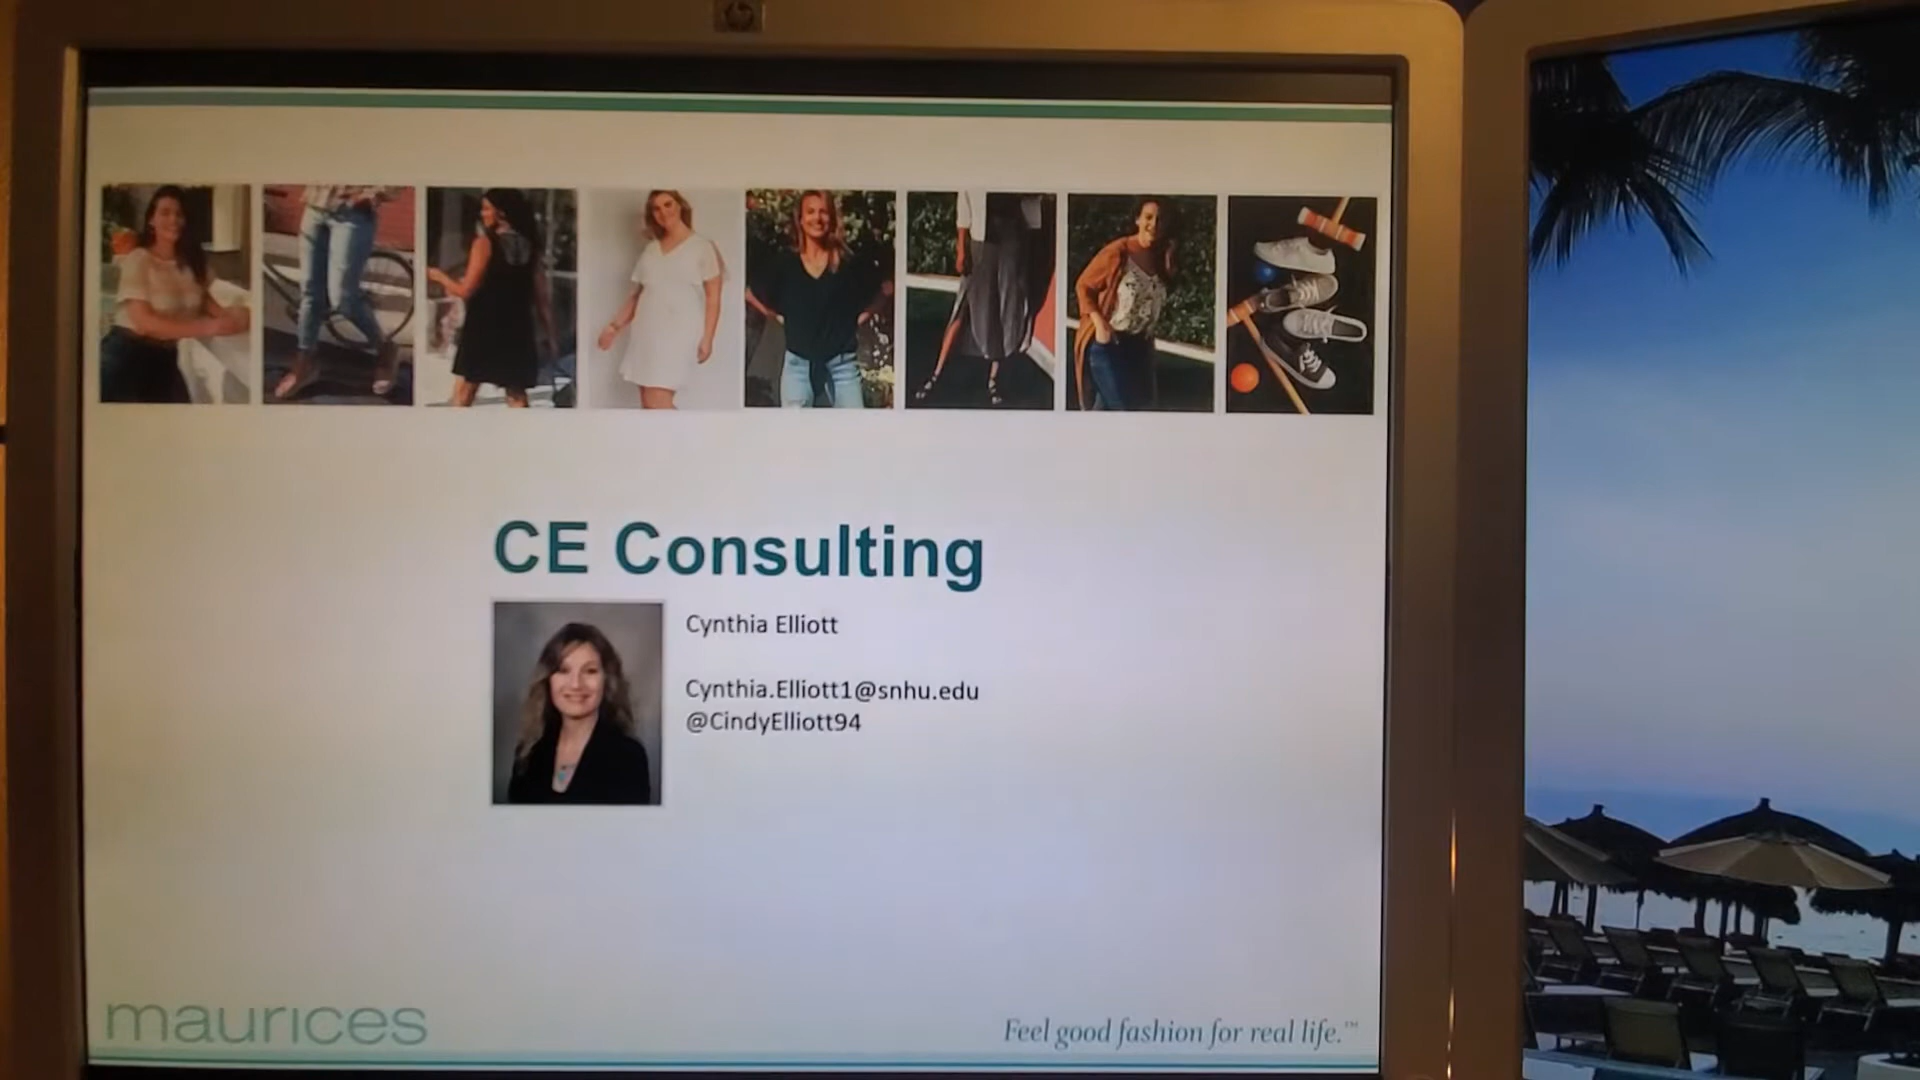 CE Consulting
Cynthia Elliott
Cynthia.Elliott1@snhu.edu
@CindyElliott94
maurices
Feel good fashion for real life.™